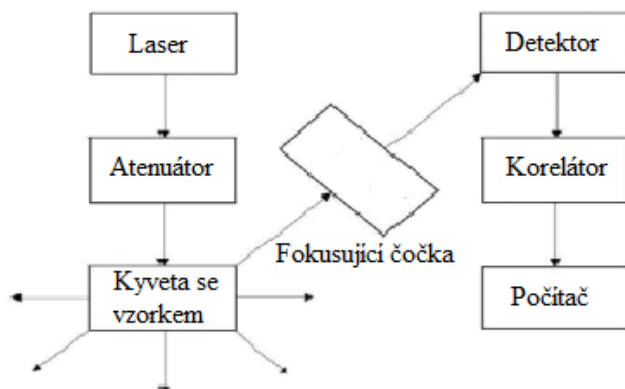 Laser
Detektor
Atenuátor
Korelátor
Fokusující čočka
Kyveta se
vzorkem
Počítač